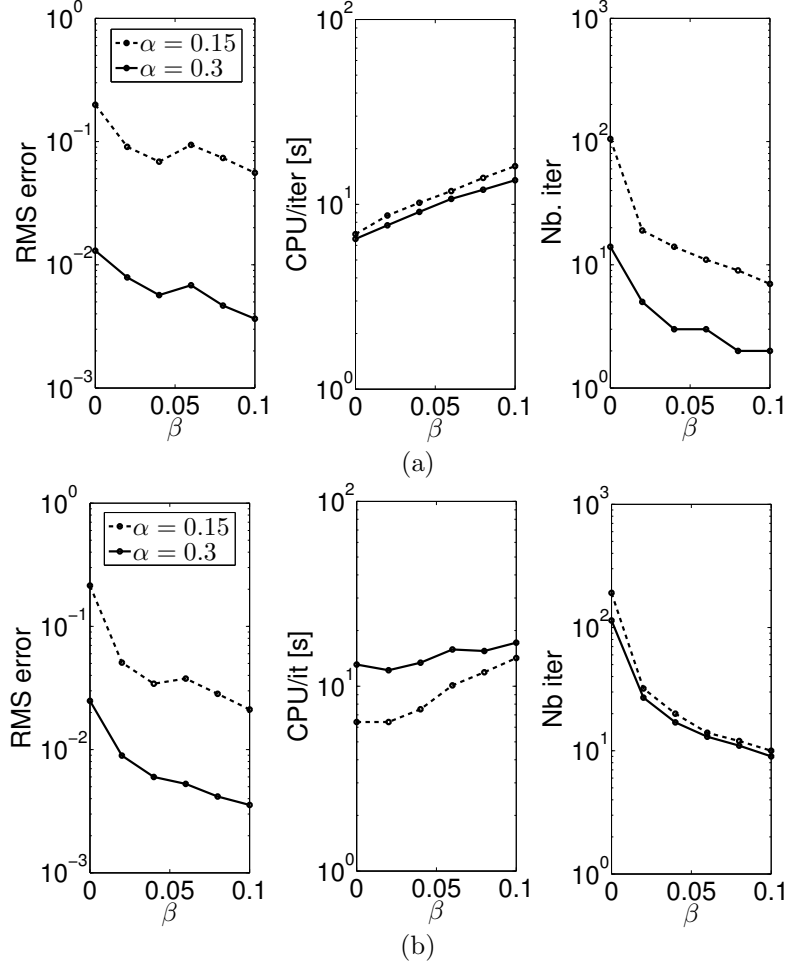 10^0
10^-1
10^-2
10^-3
RMS error
α = 0.15
α = 0.3
0 0.05 0.1
β
10^2
10^1
10^0
CPU/iter [s]
0 0.05 0.1
β
10^3
10^2
10^1
10^0
Nb. iter
0 0.05 0.1
β
(a)
10^0
10^-1
10^-2
10^-3
RMS error
α = 0.15
α = 0.3
0 0.05 0.1
β
10^2
10^1
10^0
CPU/it [s]
0 0.05 0.1
β
10^3
10^2
10^1
10^0
Nb iter
0 0.05 0.1
β
(b)